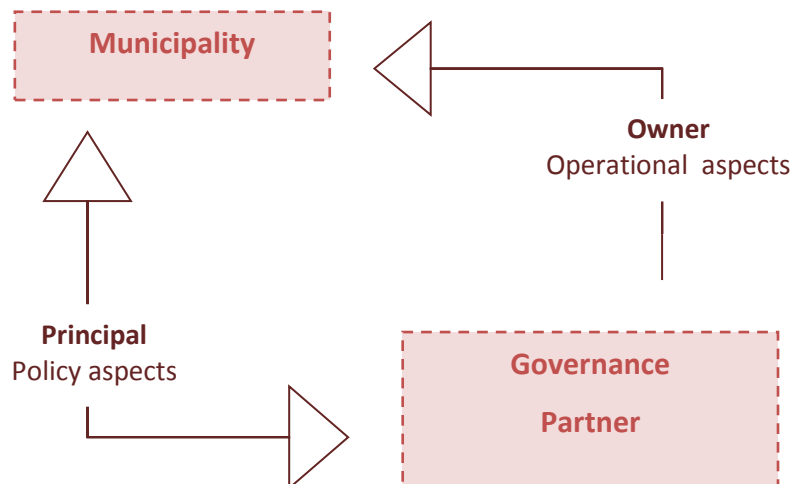 Municipality
Owner
Operational aspects
Principal
Policy aspects
Governance
Partner